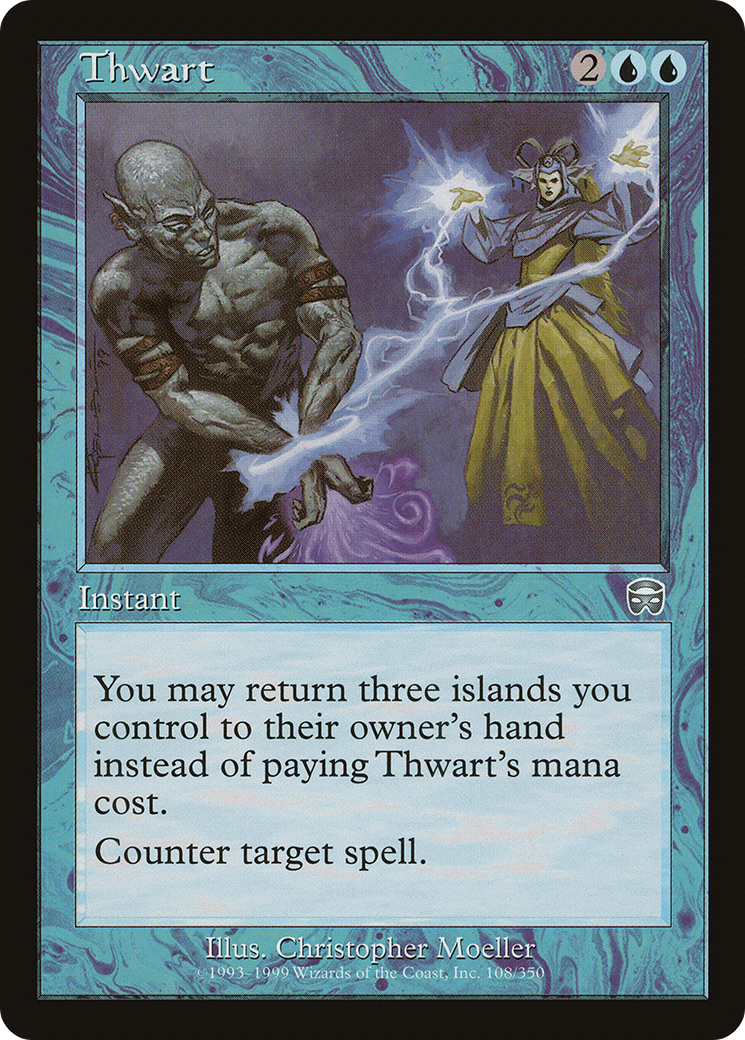 Thwart 2
Instant
You may return three islands you
control to their owner's hand
instead of paying Thwart's mana
cost.
Counter target spell.
Illus. Christopher Moeller
©1993–1999 Wizards of the Coast, Inc. 108/350